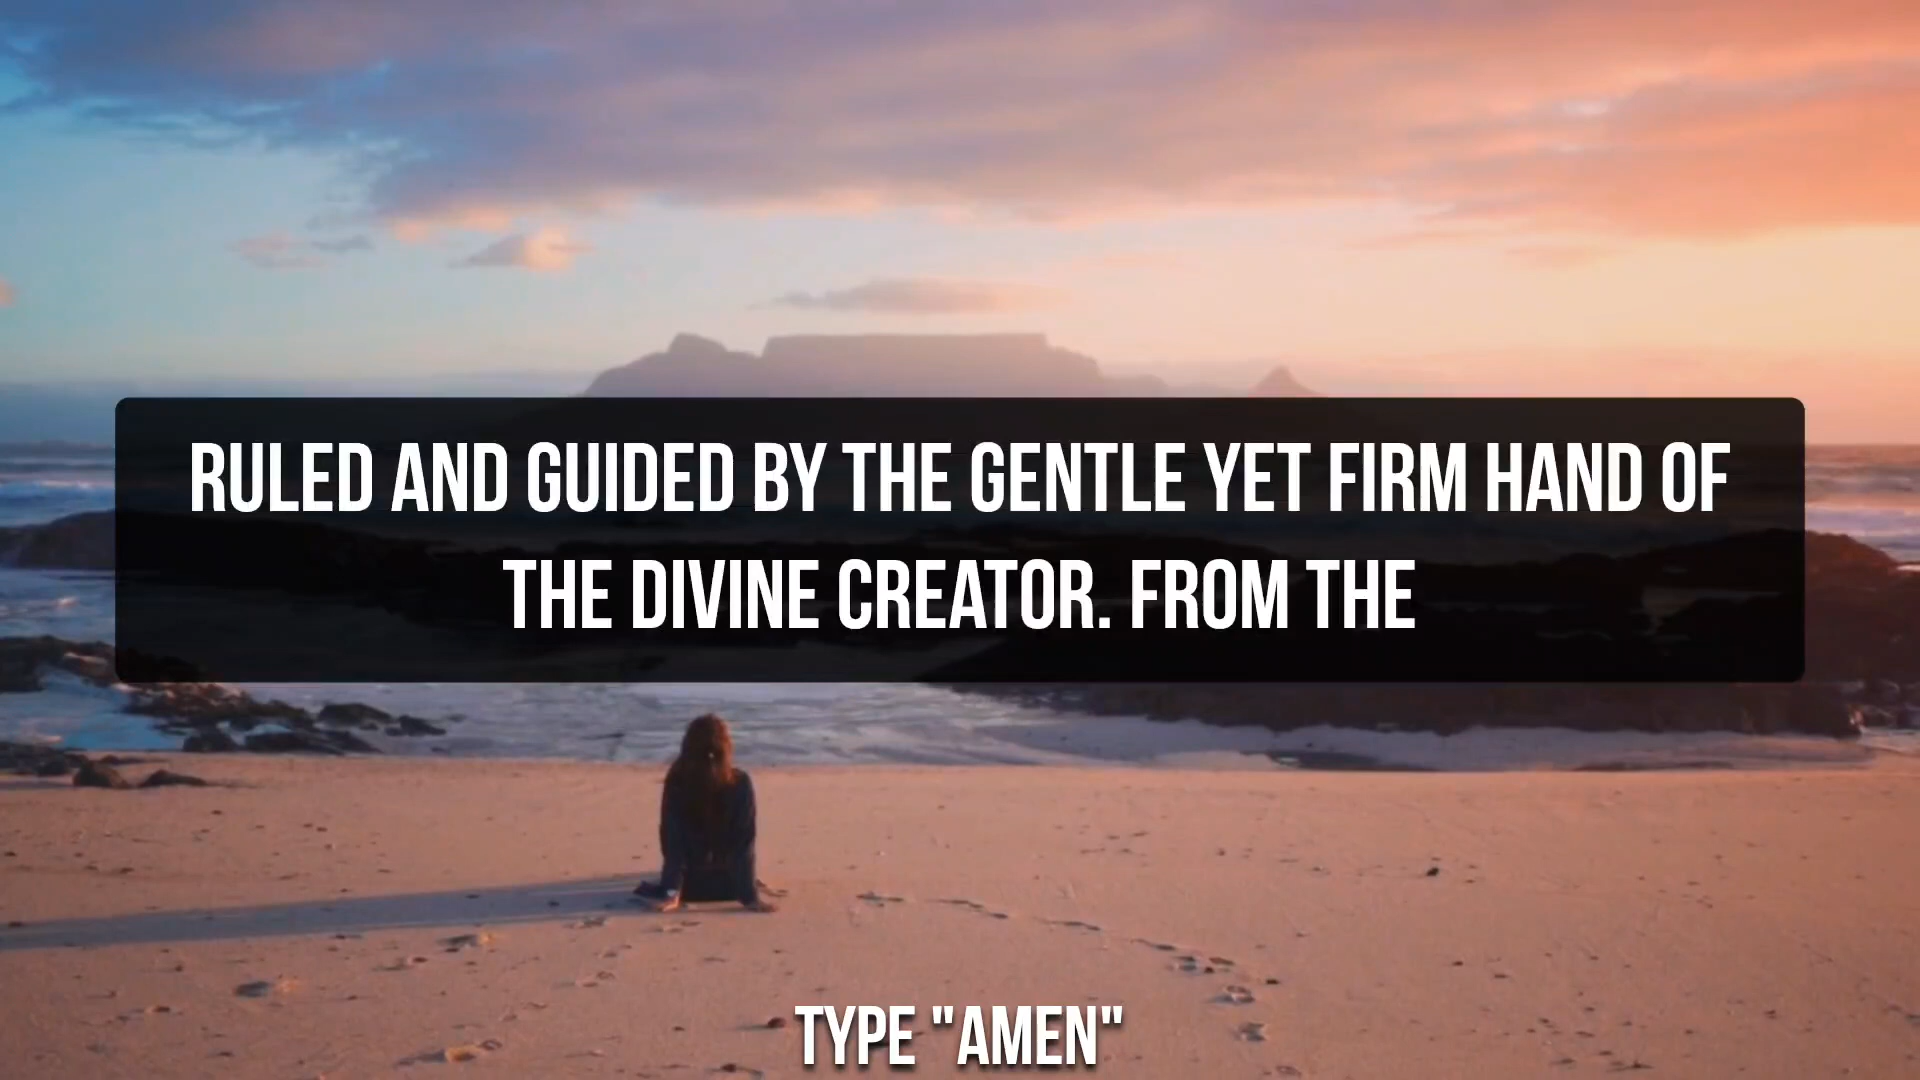 RULED AND GUIDED BY THE GENTLE YET FIRM HAND OF
THE DIVINE CREATOR. FROM THE
TYPE "AMEN"